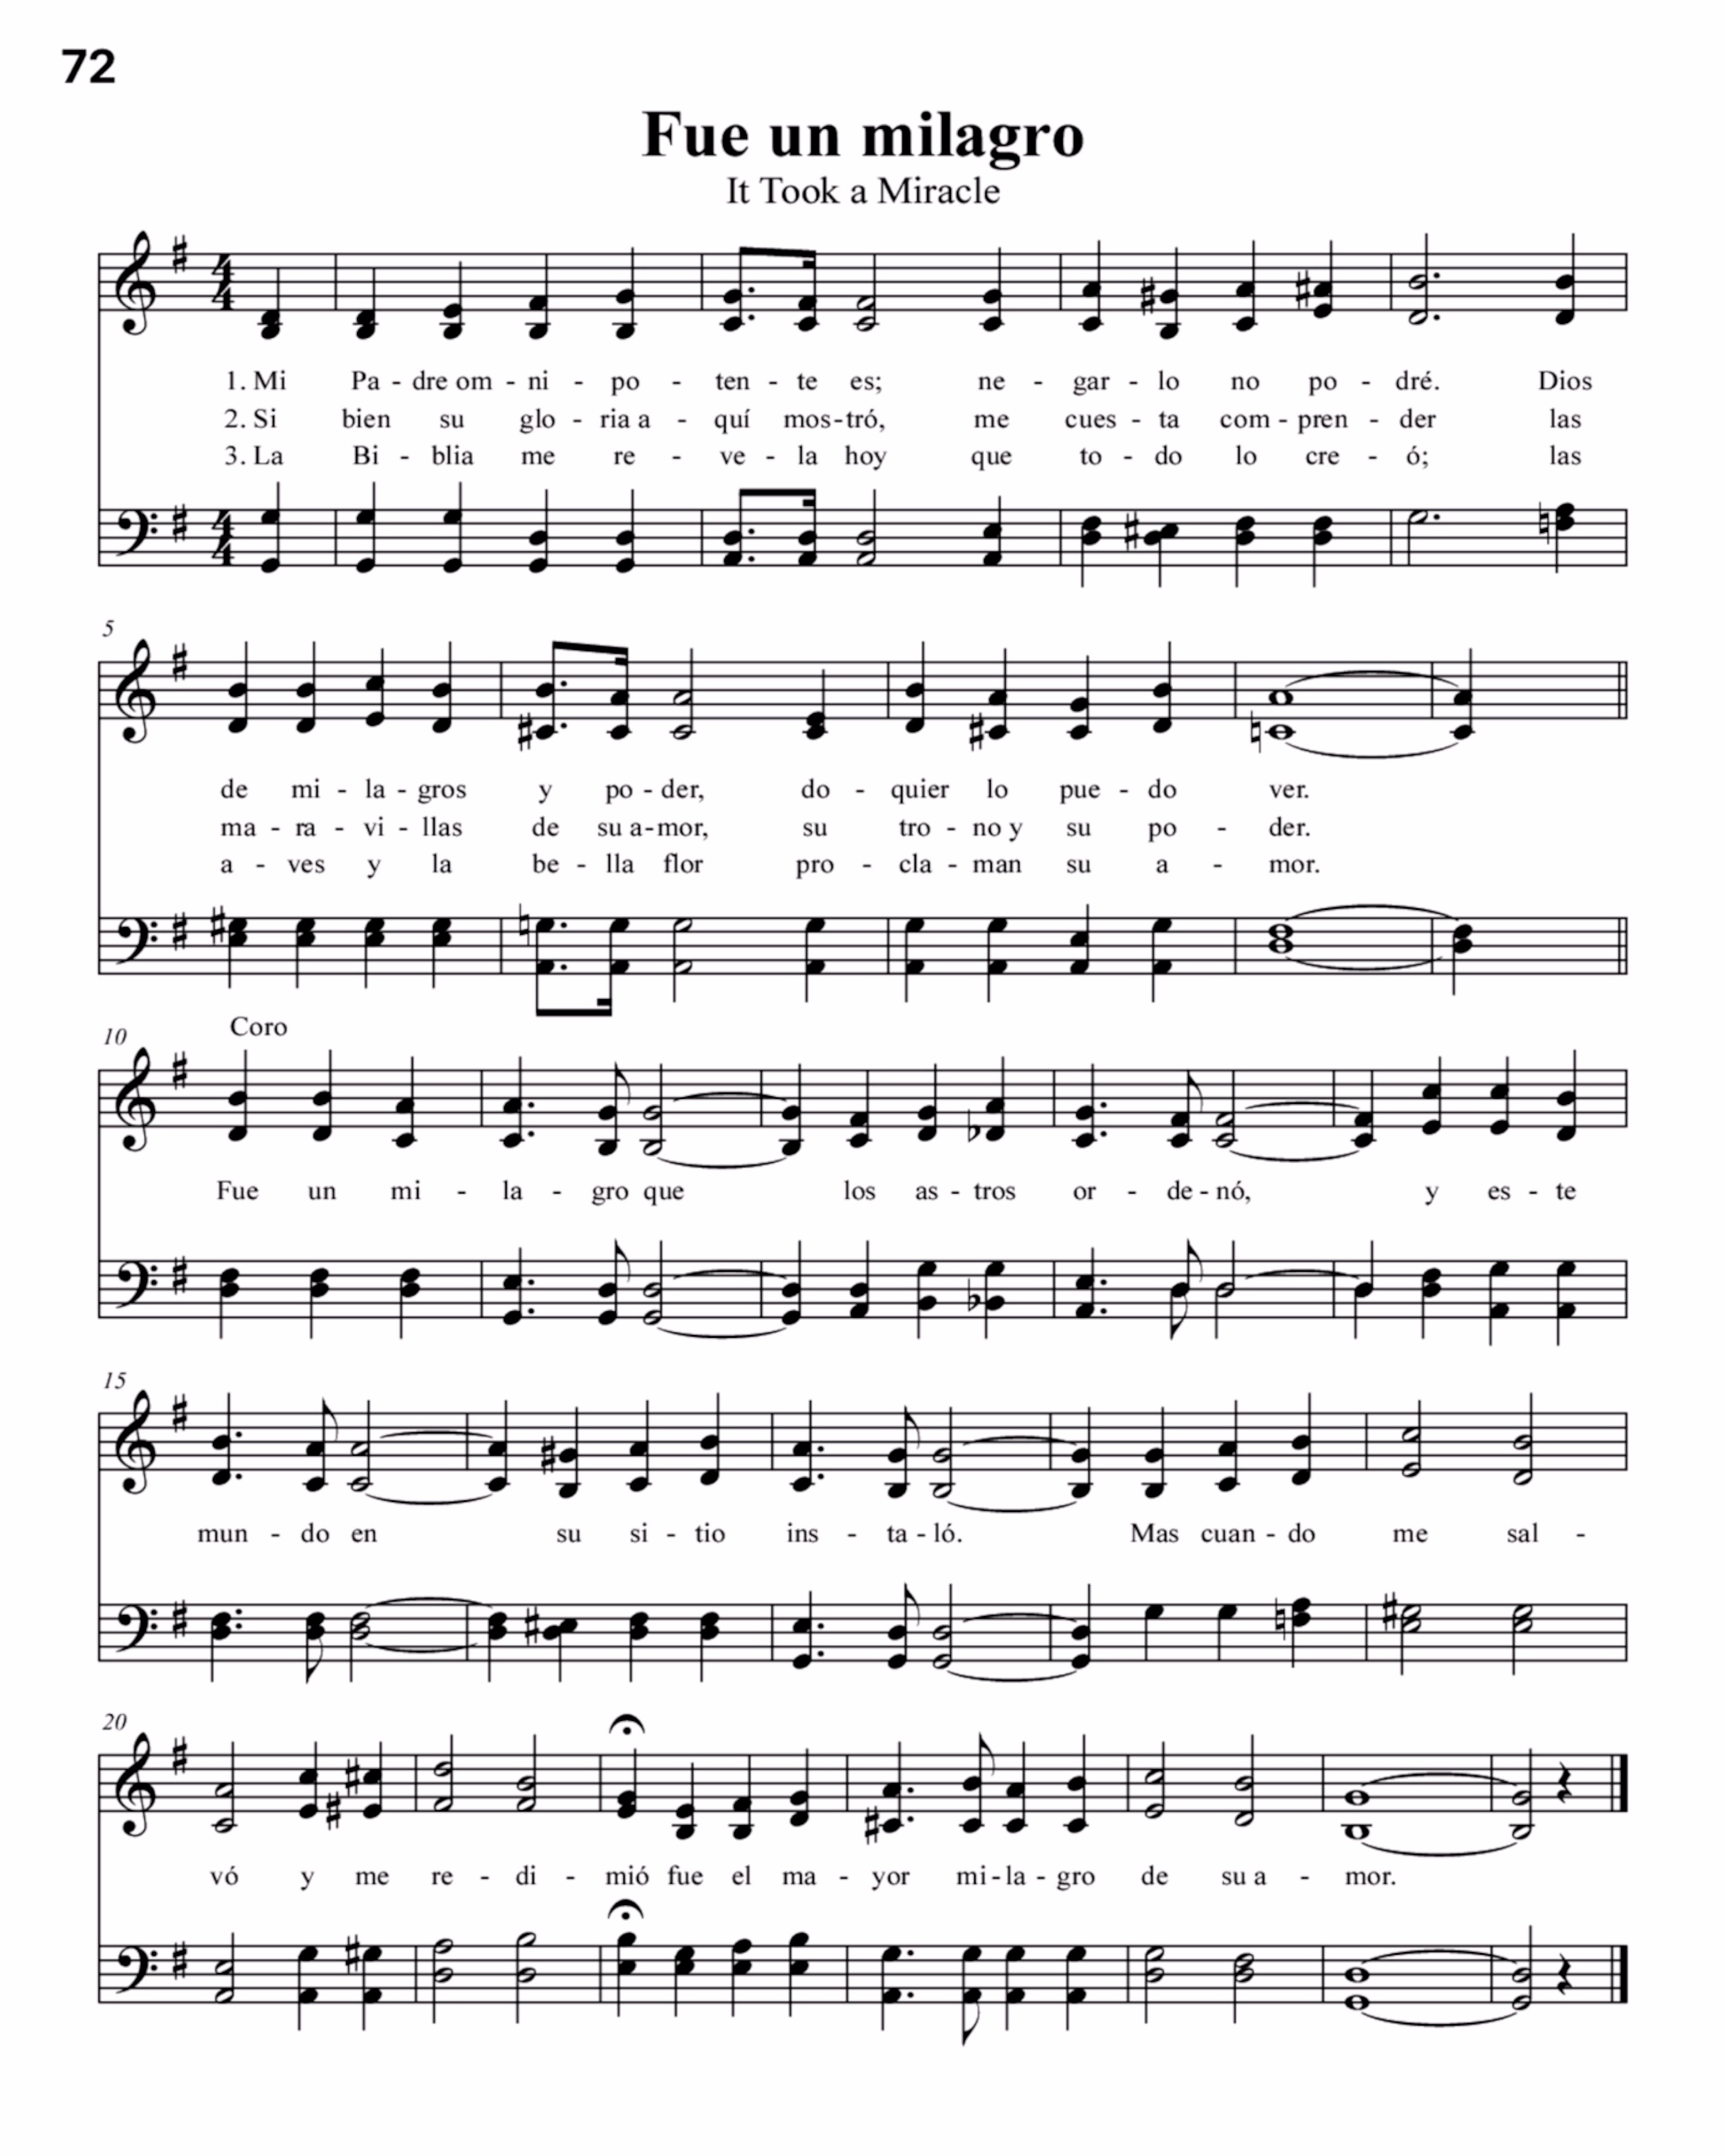 72
Fue un milagro
It Took a Miracle
1. Mi Pa - dre om - ni - po - ten - te es; ne - gar - lo no po - dré. Dios
2. Si bien su glo - ria a - quí mos - tró, me cues - ta com - pren - der las
3. La Bi - blia me re - ve - la hoy que to - do lo cre - ó; las
5
de mi - la - gros y po - der, do - quier lo pue - do ver.
ma - ra - vi - llas de su a - mor, su tro - no y su po - der.
a - ves y la be - lla flor pro - cla - man su a - mor.
10 Coro
Fue un mi - la - gro que los as - tros or - de - nó, y es - te
15
mun - do en su si - tio ins - ta - ló. Mas cuan - do me sal -
20
vó y me re - di - mió fue el ma - yor mi - la - gro de su a - mor.